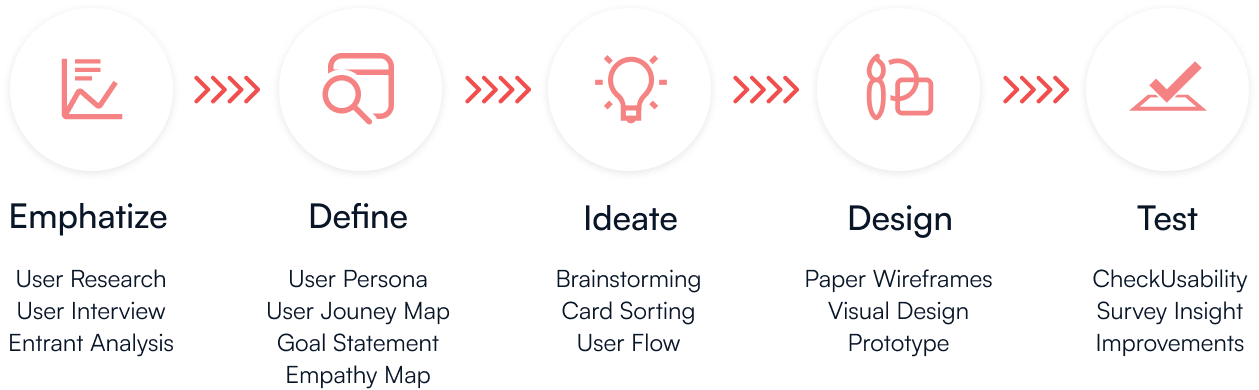 Emphatize
User Research
User Interview
Entrant Analysis
Define
User Persona
User Jouney Map
Goal Statement
Empathy Map
Ideate
Brainstorming
Card Sorting
User Flow
Design
Paper Wireframes
Visual Design
Prototype
Test
CheckUsability
Survey Insight
Improvements